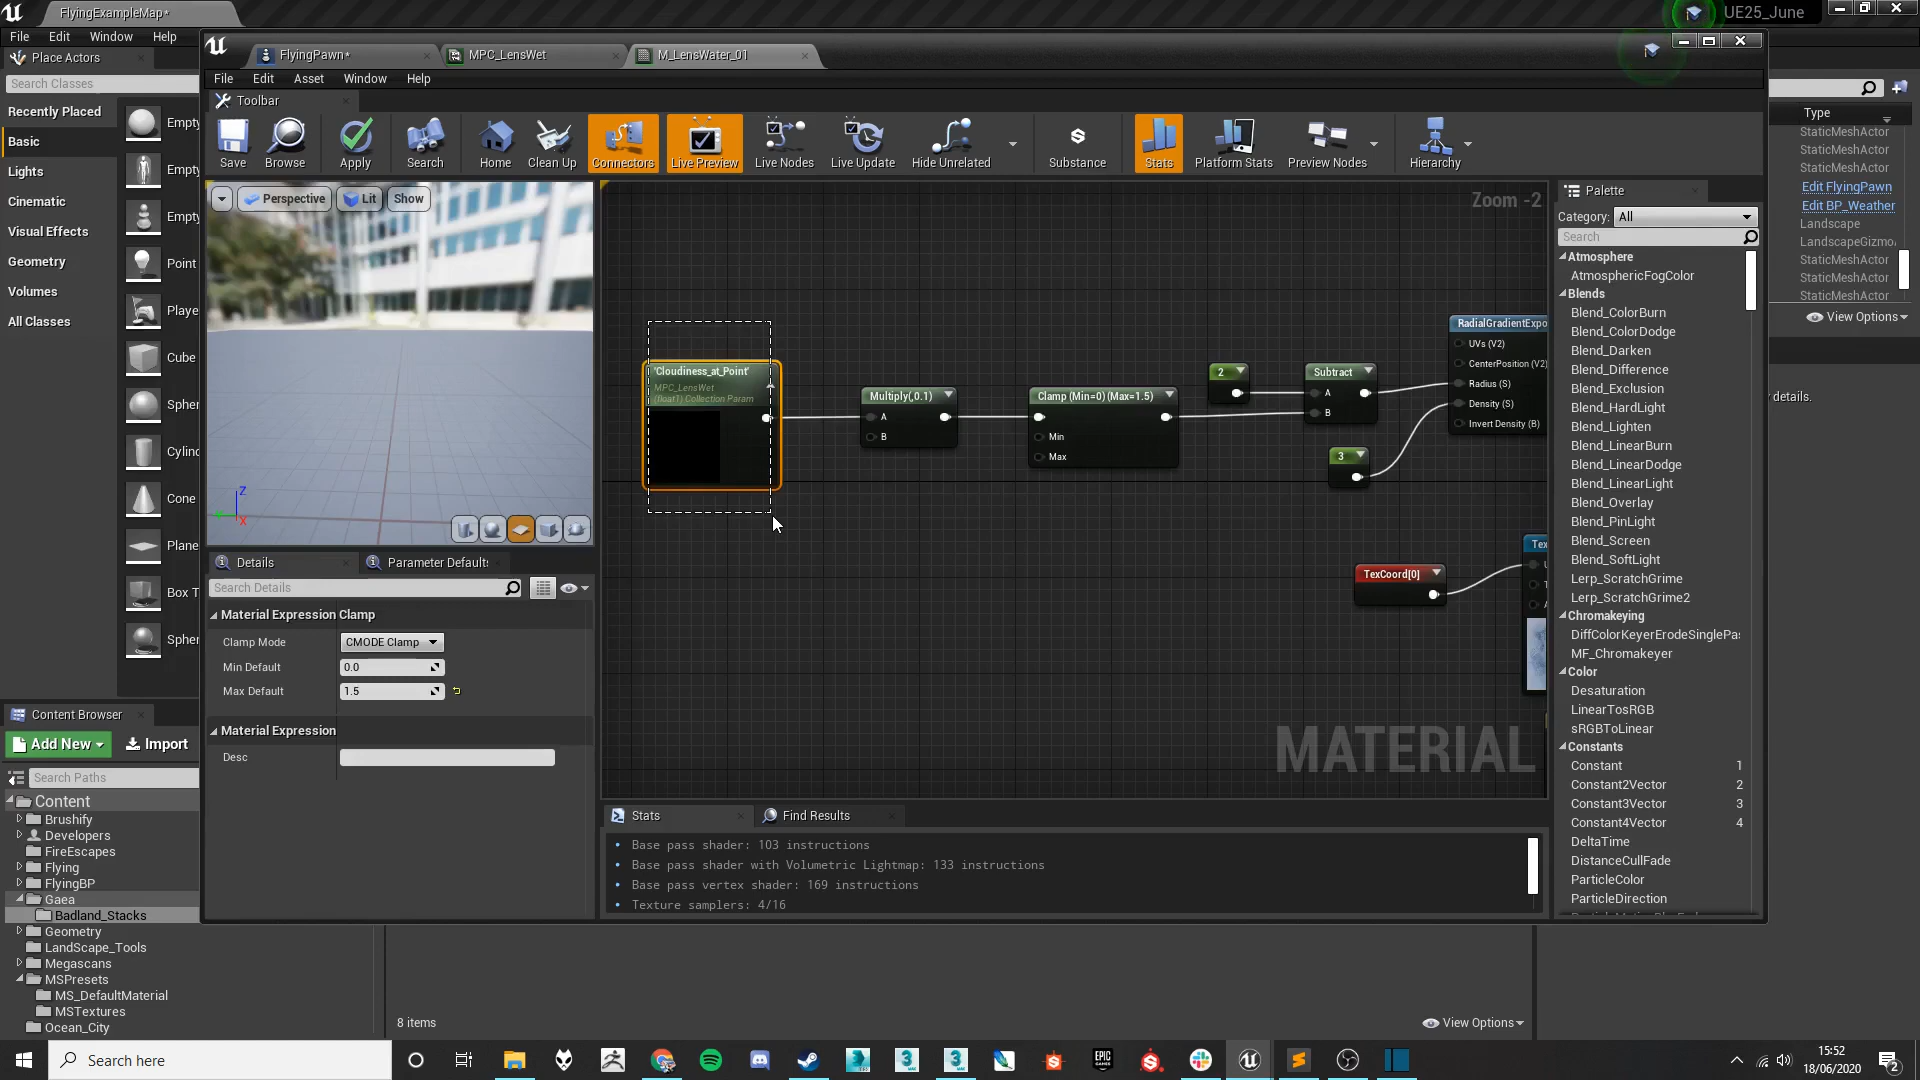 FlyingExampleMap*
UE25_June
File Edit Window Help
Place Actors
Search Classes
Recently Placed
Basic
Lights
Cinematic
Visual Effects
Geometry
Volumes
All Classes
Empty
Point
Cube
Cone
Plane
FlyingPawn*
MPC_LensWet
M_LensWater_01
File Edit Asset Window Help
Toolbar
Save
Browse
Apply
Search
Home
Clean Up
Connectors
Live Preview
Live Nodes
Live Update
Hide Unrelated
Substance
Stats
Platform Stats
Preview Nodes
Hierarchy
Perspective
Lit
Show
Z
X
Details
Parameter Defaults
Search Details
Material Expression Clamp
Clamp Mode
CMODE Clamp
Min Default
0.0
Max Default
1.5
Material Expression
Desc
Zoom -2
'Cloudiness_at_Point'
MPC_LensWet
(float1) Collection Param
Multiply(,0.1)
A
B
Clamp (Min=0) (Max=1.5)
Min
Max
2
Subtract
A
B
3
RadialGradientExpo
UVs (V2)
CenterPosition (V2)
Radius (S)
Density (S)
Invert Density (B)
TexCoord[0]
Tex
MATERIAL
Stats
Find Results
Base pass shader: 103 instructions
Base pass shader with Volumetric Lightmap: 133 instructions
Base pass vertex shader: 169 instructions
Texture samplers: 4/16
Palette
Category: All
Search
Atmosphere
AtmosphericFogColor
Blends
Blend_ColorBurn
Blend_ColorDodge
Blend_Darken
Blend_Difference
Blend_Exclusion
Blend_HardLight
Blend_Lighten
Blend_LinearBurn
Blend_LinearDodge
Blend_LinearLight
Blend_Overlay
Blend_PinLight
Blend_Screen
Blend_SoftLight
Lerp_ScratchGrime
Lerp_ScratchGrime2
Chromakeying
DiffColorKeyerErodeSinglePa
MF_Chromakeyer
Color
Desaturation
LinearTosRGB
sRGBToLinear
Constants
Constant 1
Constant2Vector 2
Constant3Vector 3
Constant4Vector 4
DeltaTime
DistanceCullFade
ParticleColor
ParticleDirection
Type
StaticMeshActor
StaticMeshActor
StaticMeshActor
Edit FlyingPawn
Edit BP_Weather
Landscape
LandscapeGizmo
StaticMeshActor
StaticMeshActor
StaticMeshActor
View Options
details.
Content Browser
Add New
Import
Search Paths
Content
Brushify
Developers
FireEscapes
Flying
FlyingBP
Gaea
Badland_Stacks
Geometry
LandScape_Tools
Megascans
MSPresets
MS_DefaultMaterial
MSTextures
Ocean_City
8 items
View Options
Search here
15:52
18/06/2020
2